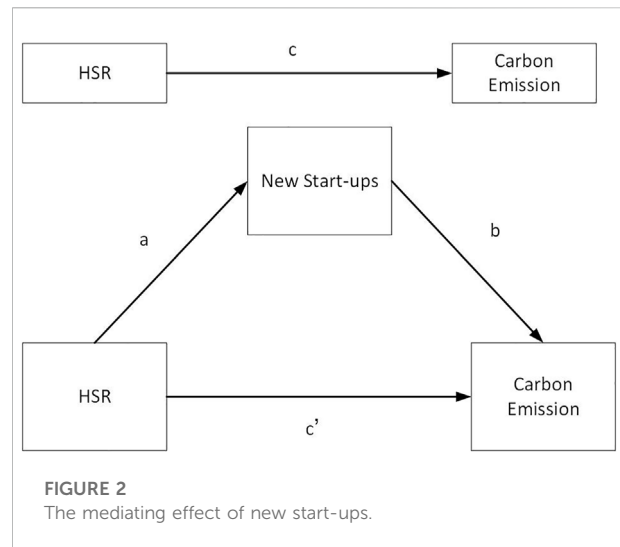 c
HSR
Carbon
Emission
New Start-ups
a
b
HSR
Carbon
Emission
c’
FIGURE 2
The mediating effect of new start-ups.